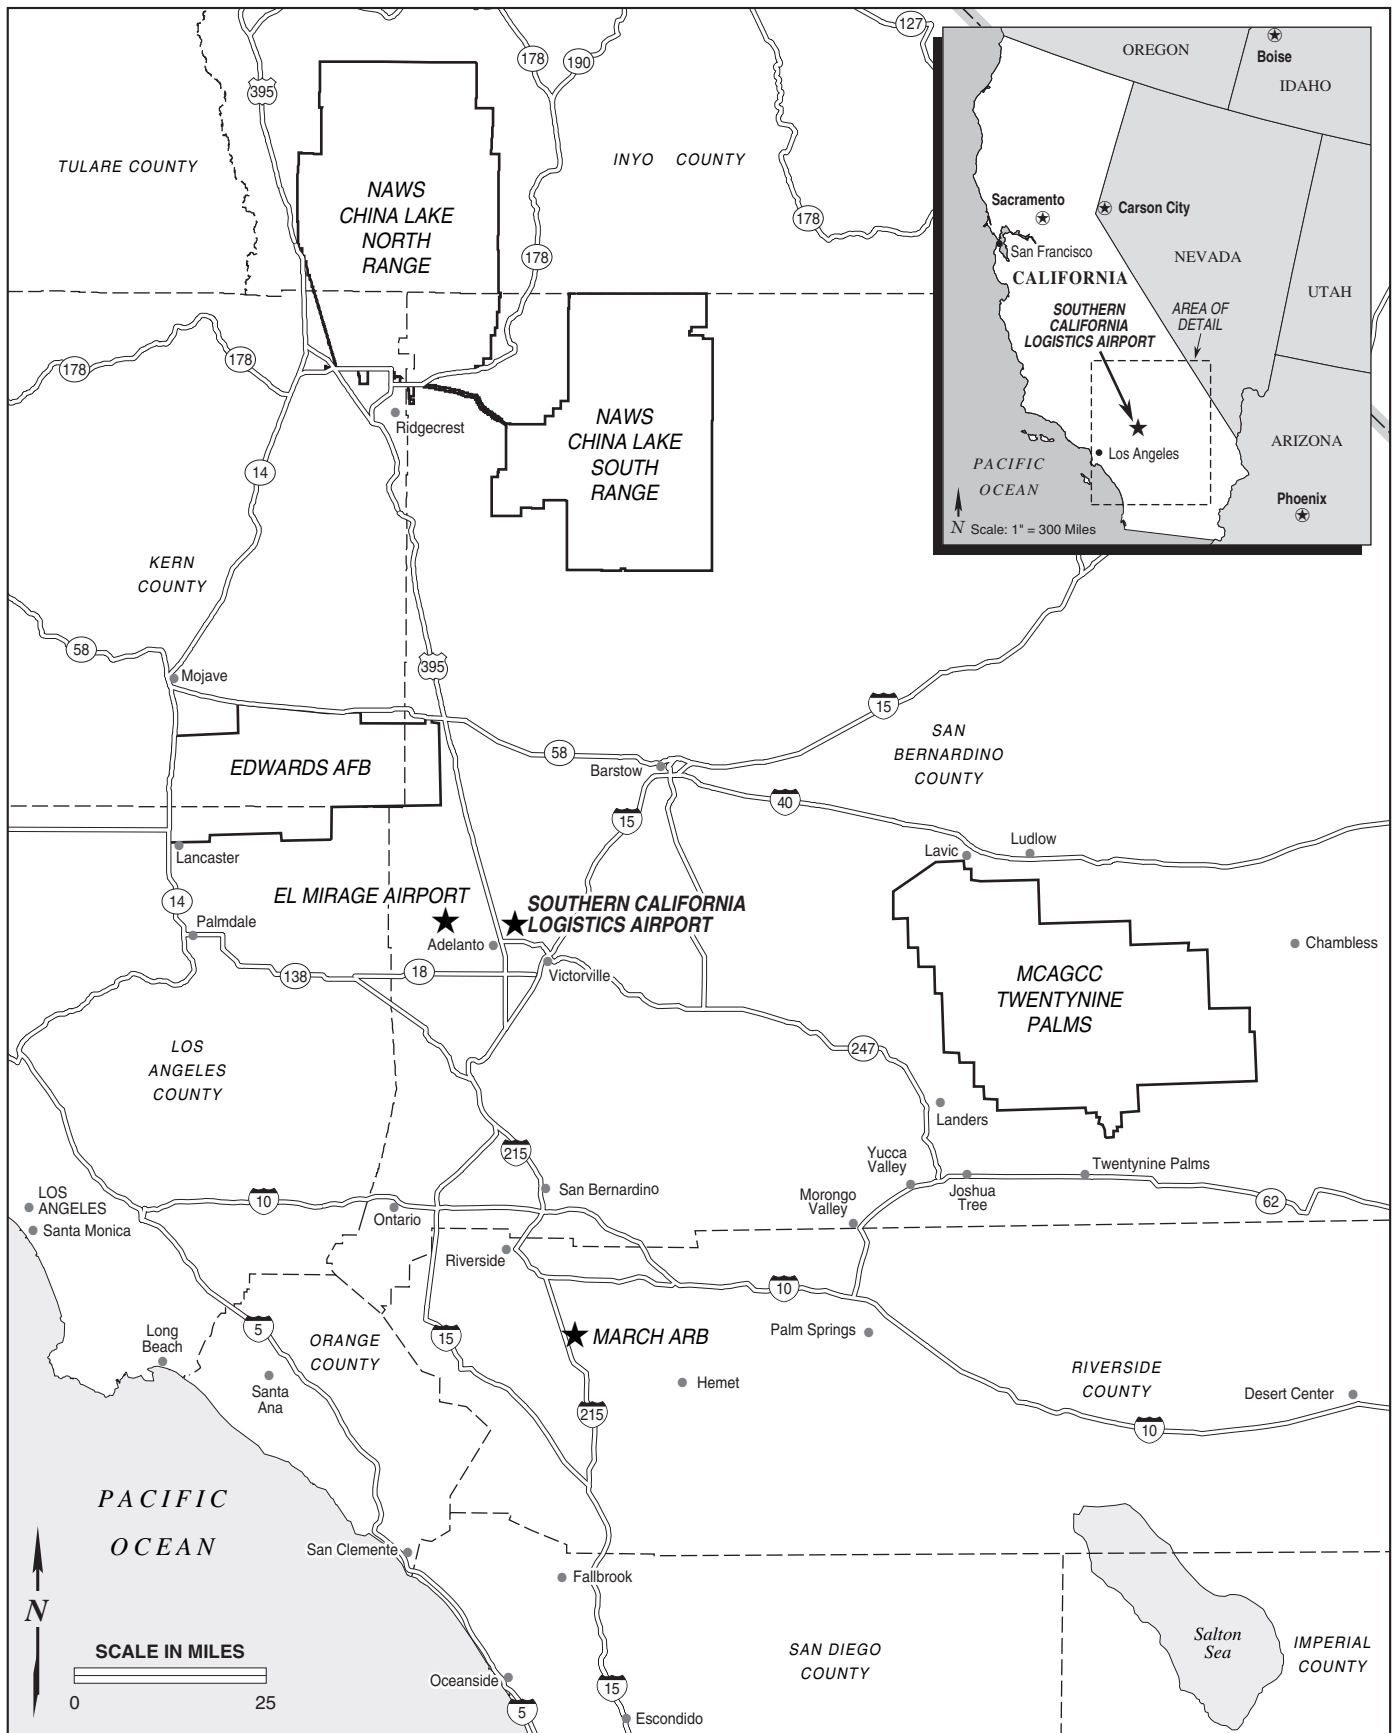 127
178
190
395
TULARE COUNTY
INYO COUNTY
NAWS
CHINA LAKE
NORTH
RANGE
178
178
OREGON
Boise
IDAHO
Sacramento
Carson City
San Francisco
NEVADA
CALIFORNIA
UTAH
SOUTHERN
CALIFORNIA
LOGISTICS AIRPORT
AREA OF
DETAIL
Los Angeles
ARIZONA
PACIFIC
OCEAN
Phoenix
N
Scale: 1" = 300 Miles
178
178
Ridgecrest
NAWS
CHINA LAKE
SOUTH
RANGE
14
KERN
COUNTY
58
Mojave
395
15
SAN
BERNARDINO
COUNTY
EDWARDS AFB
58
Barstow
40
15
Lancaster
Lavic
Ludlow
14
EL MIRAGE AIRPORT
SOUTHERN CALIFORNIA
LOGISTICS AIRPORT
Palmdale
Adelanto
Chambless
138
18
Victorville
MCAGCC
TWENTYNINE
PALMS
LOS
ANGELES
COUNTY
247
Landers
215
Yucca
Valley
Twentynine Palms
LOS
ANGELES
10
San Bernardino
Morongo
Valley
Joshua
Tree
62
Santa Monica
Ontario
Riverside
10
Long
Beach
5
ORANGE
COUNTY
15
MARCH ARB
Palm Springs
Santa
Ana
Hemet
RIVERSIDE
COUNTY
Desert Center
215
10
PACIFIC
OCEAN
San Clemente
Fallbrook
N
SCALE IN MILES
0 25
Salton
Sea
SAN DIEGO
COUNTY
IMPERIAL
COUNTY
Oceanside
15
5
Escondido